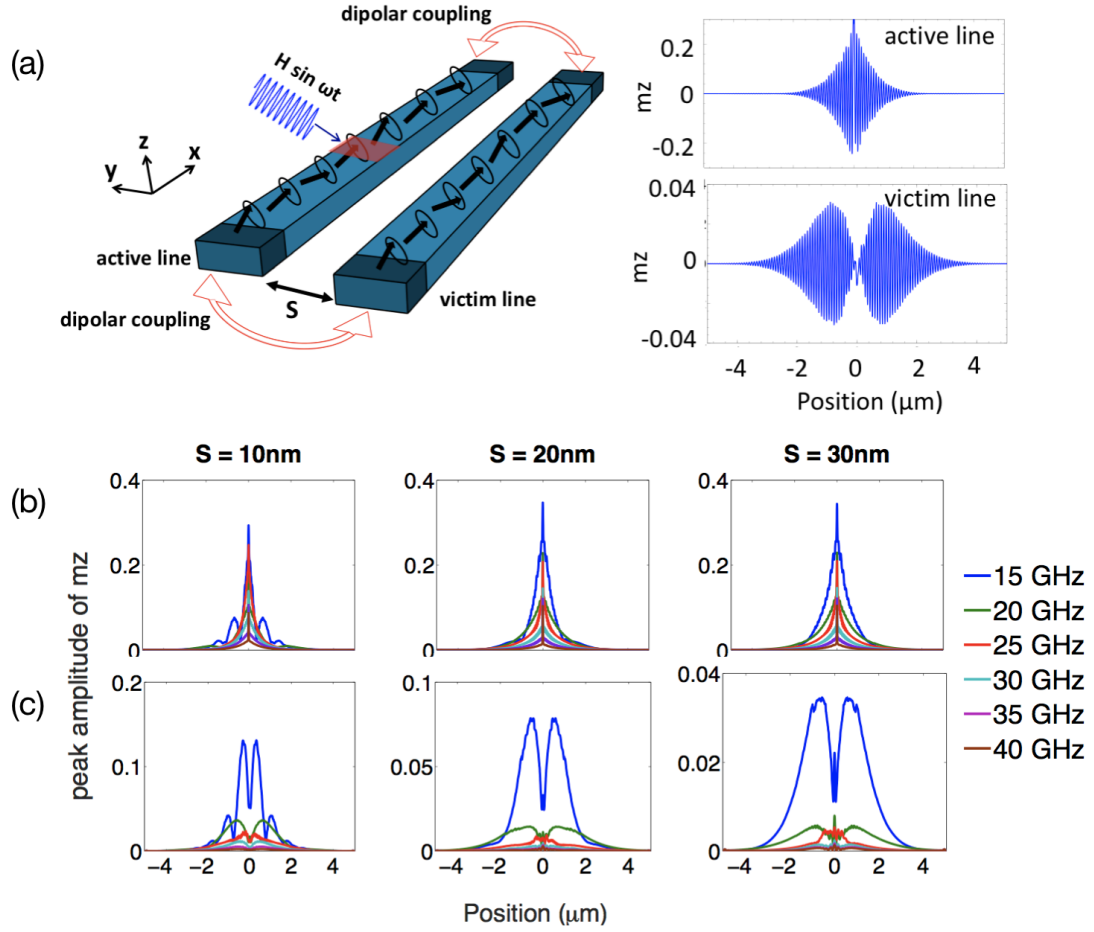 (a)
dipolar coupling
H sin ωt
z
x
y
active line
S
victim line
dipolar coupling
active line
mz
0.2
0
-0.2
victim line
mz
0.04
0
-0.04
-4 -2 0 2 4
Position (μm)
S = 10nm S = 20nm S = 30nm
(b)
0.4 0.4 0.4
0.2 0.2 0.2
0 0 0
(c)
0.2 0.1 0.04
0.1 0.05 0.02
0 0 0
−4 −2 0 2 4 −4 −2 0 2 4 −4 −2 0 2 4
peak amplitude of mz
Position (μm)
15 GHz
20 GHz
25 GHz
30 GHz
35 GHz
40 GHz